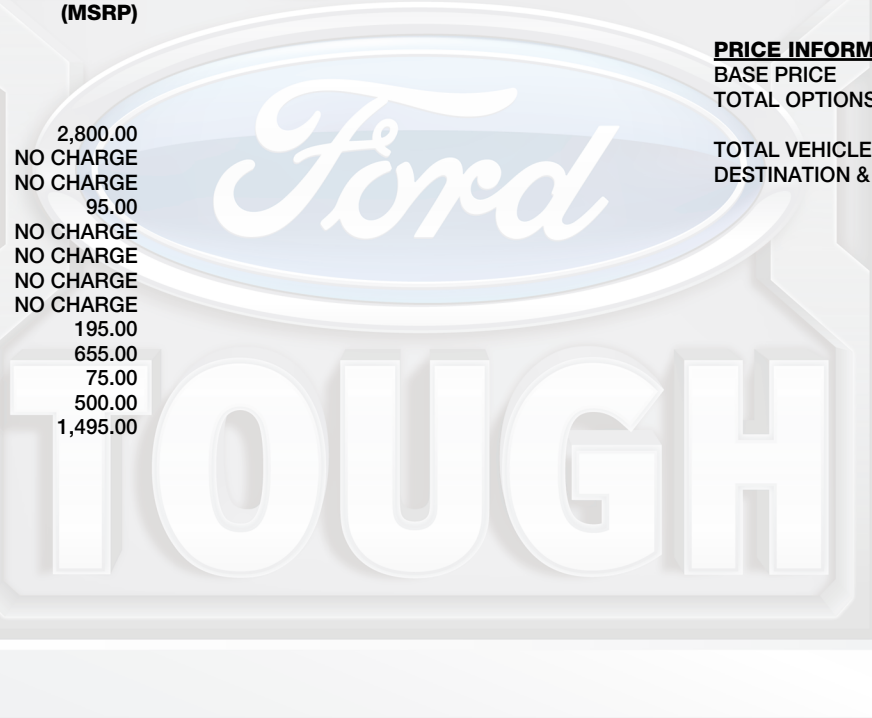 (MSRP)
2,800.00
NO CHARGE
NO CHARGE
95.00
NO CHARGE
NO CHARGE
NO CHARGE
NO CHARGE
195.00
655.00
75.00
500.00
1,495.00
PRICE INFORM
BASE PRICE
TOTAL OPTIONS
TOTAL VEHICLE
DESTINATION &
Ford
TOUGH